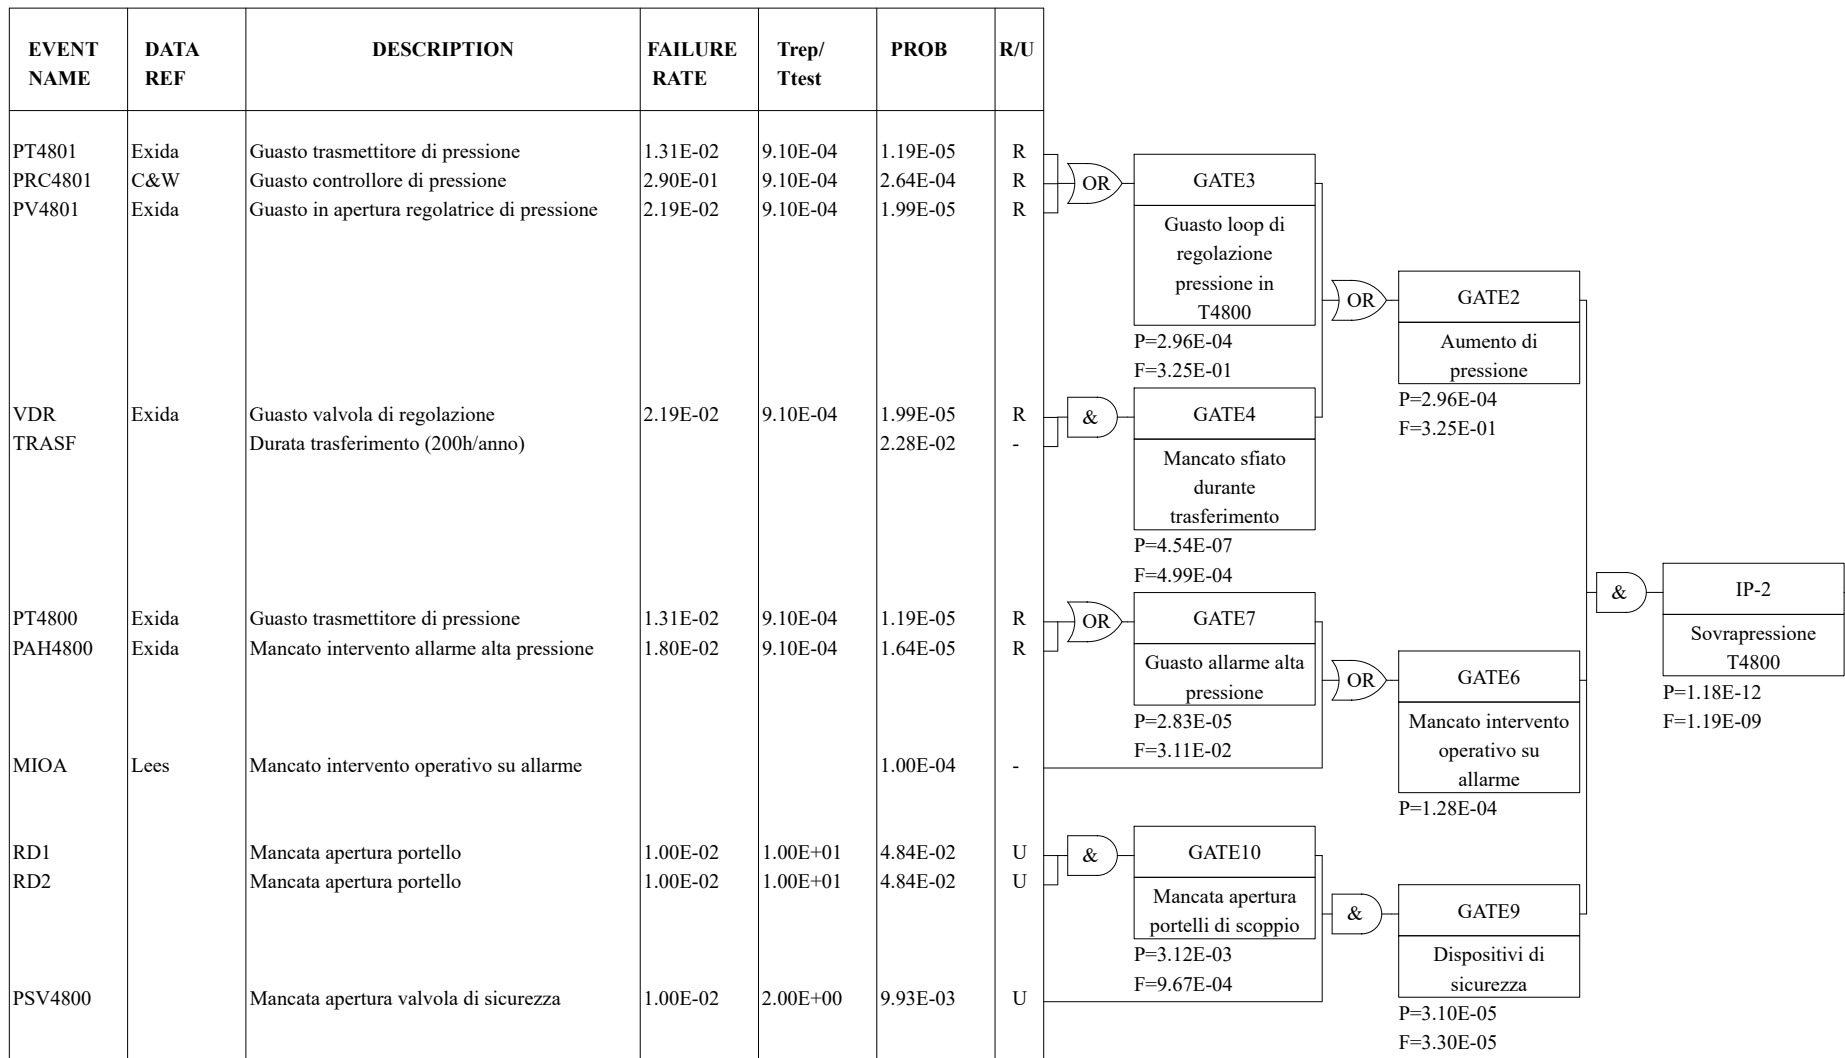 EVENT NAME DATA REF DESCRIPTION FAILURE RATE Trep/ Ttest PROB R/U
PT4801 Exida Guasto trasmettitore di pressione 1.31E-02 9.10E-04 1.19E-05 R
PRC4801 C&W Guasto controllore di pressione 2.90E-01 9.10E-04 2.64E-04 R
PV4801 Exida Guasto in apertura regolatrice di pressione 2.19E-02 9.10E-04 1.99E-05 R
VDR Exida Guasto valvola di regolazione 2.19E-02 9.10E-04 1.99E-05 R
TRASF Durata trasferimento (200h/anno) 2.28E-02 -
PT4800 Exida Guasto trasmettitore di pressione 1.31E-02 9.10E-04 1.19E-05 R
PAH4800 Exida Mancato intervento allarme alta pressione 1.80E-02 9.10E-04 1.64E-05 R
MIOA Lees Mancato intervento operativo su allarme 1.00E-04 -
RD1 Mancata apertura portello 1.00E-02 1.00E+01 4.84E-02 U
RD2 Mancata apertura portello 1.00E-02 1.00E+01 4.84E-02 U
PSV4800 Mancata apertura valvola di sicurezza 1.00E-02 2.00E+00 9.93E-03 U
OR
GATE3
Guasto loop di
regolazione
pressione in
T4800
P=2.96E-04
F=3.25E-01
&
GATE4
Mancato sfiato
durante
trasferimento
P=4.54E-07
F=4.99E-04
OR
GATE7
Guasto allarme alta
pressione
P=2.83E-05
F=3.11E-02
&
GATE10
Mancata apertura
portelli di scoppio
P=3.12E-03
F=9.67E-04
OR
GATE2
Aumento di
pressione
P=2.96E-04
F=3.25E-01
OR
GATE6
Mancato intervento
operativo su
allarme
P=1.28E-04
&
GATE9
Dispositivi di
sicurezza
P=3.10E-05
F=3.30E-05
&
IP-2
Sovrapressione
T4800
P=1.18E-12
F=1.19E-09